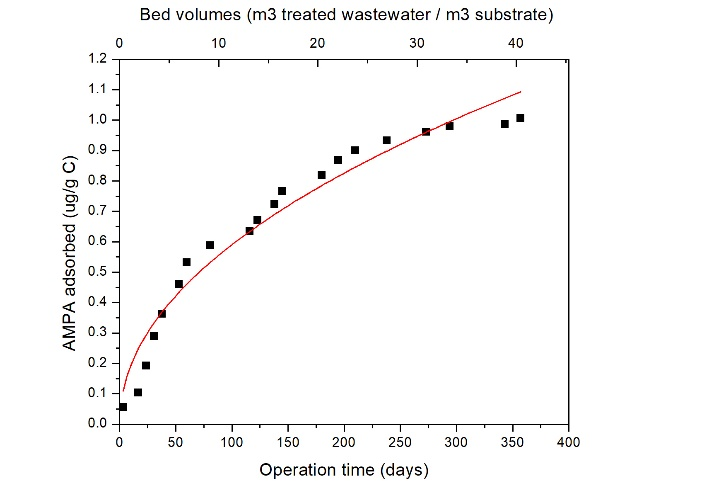 Bed volumes (m3 treated wastewater / m3 substrate)
0 10 20 30 40
1.2
1.1
1.0
0.9
0.8
0.7
0.6
0.5
0.4
0.3
0.2
0.1
0.0
AMPA adsorbed (ug/g C)
0 50 100 150 200 250 300 350 400
Operation time (days)